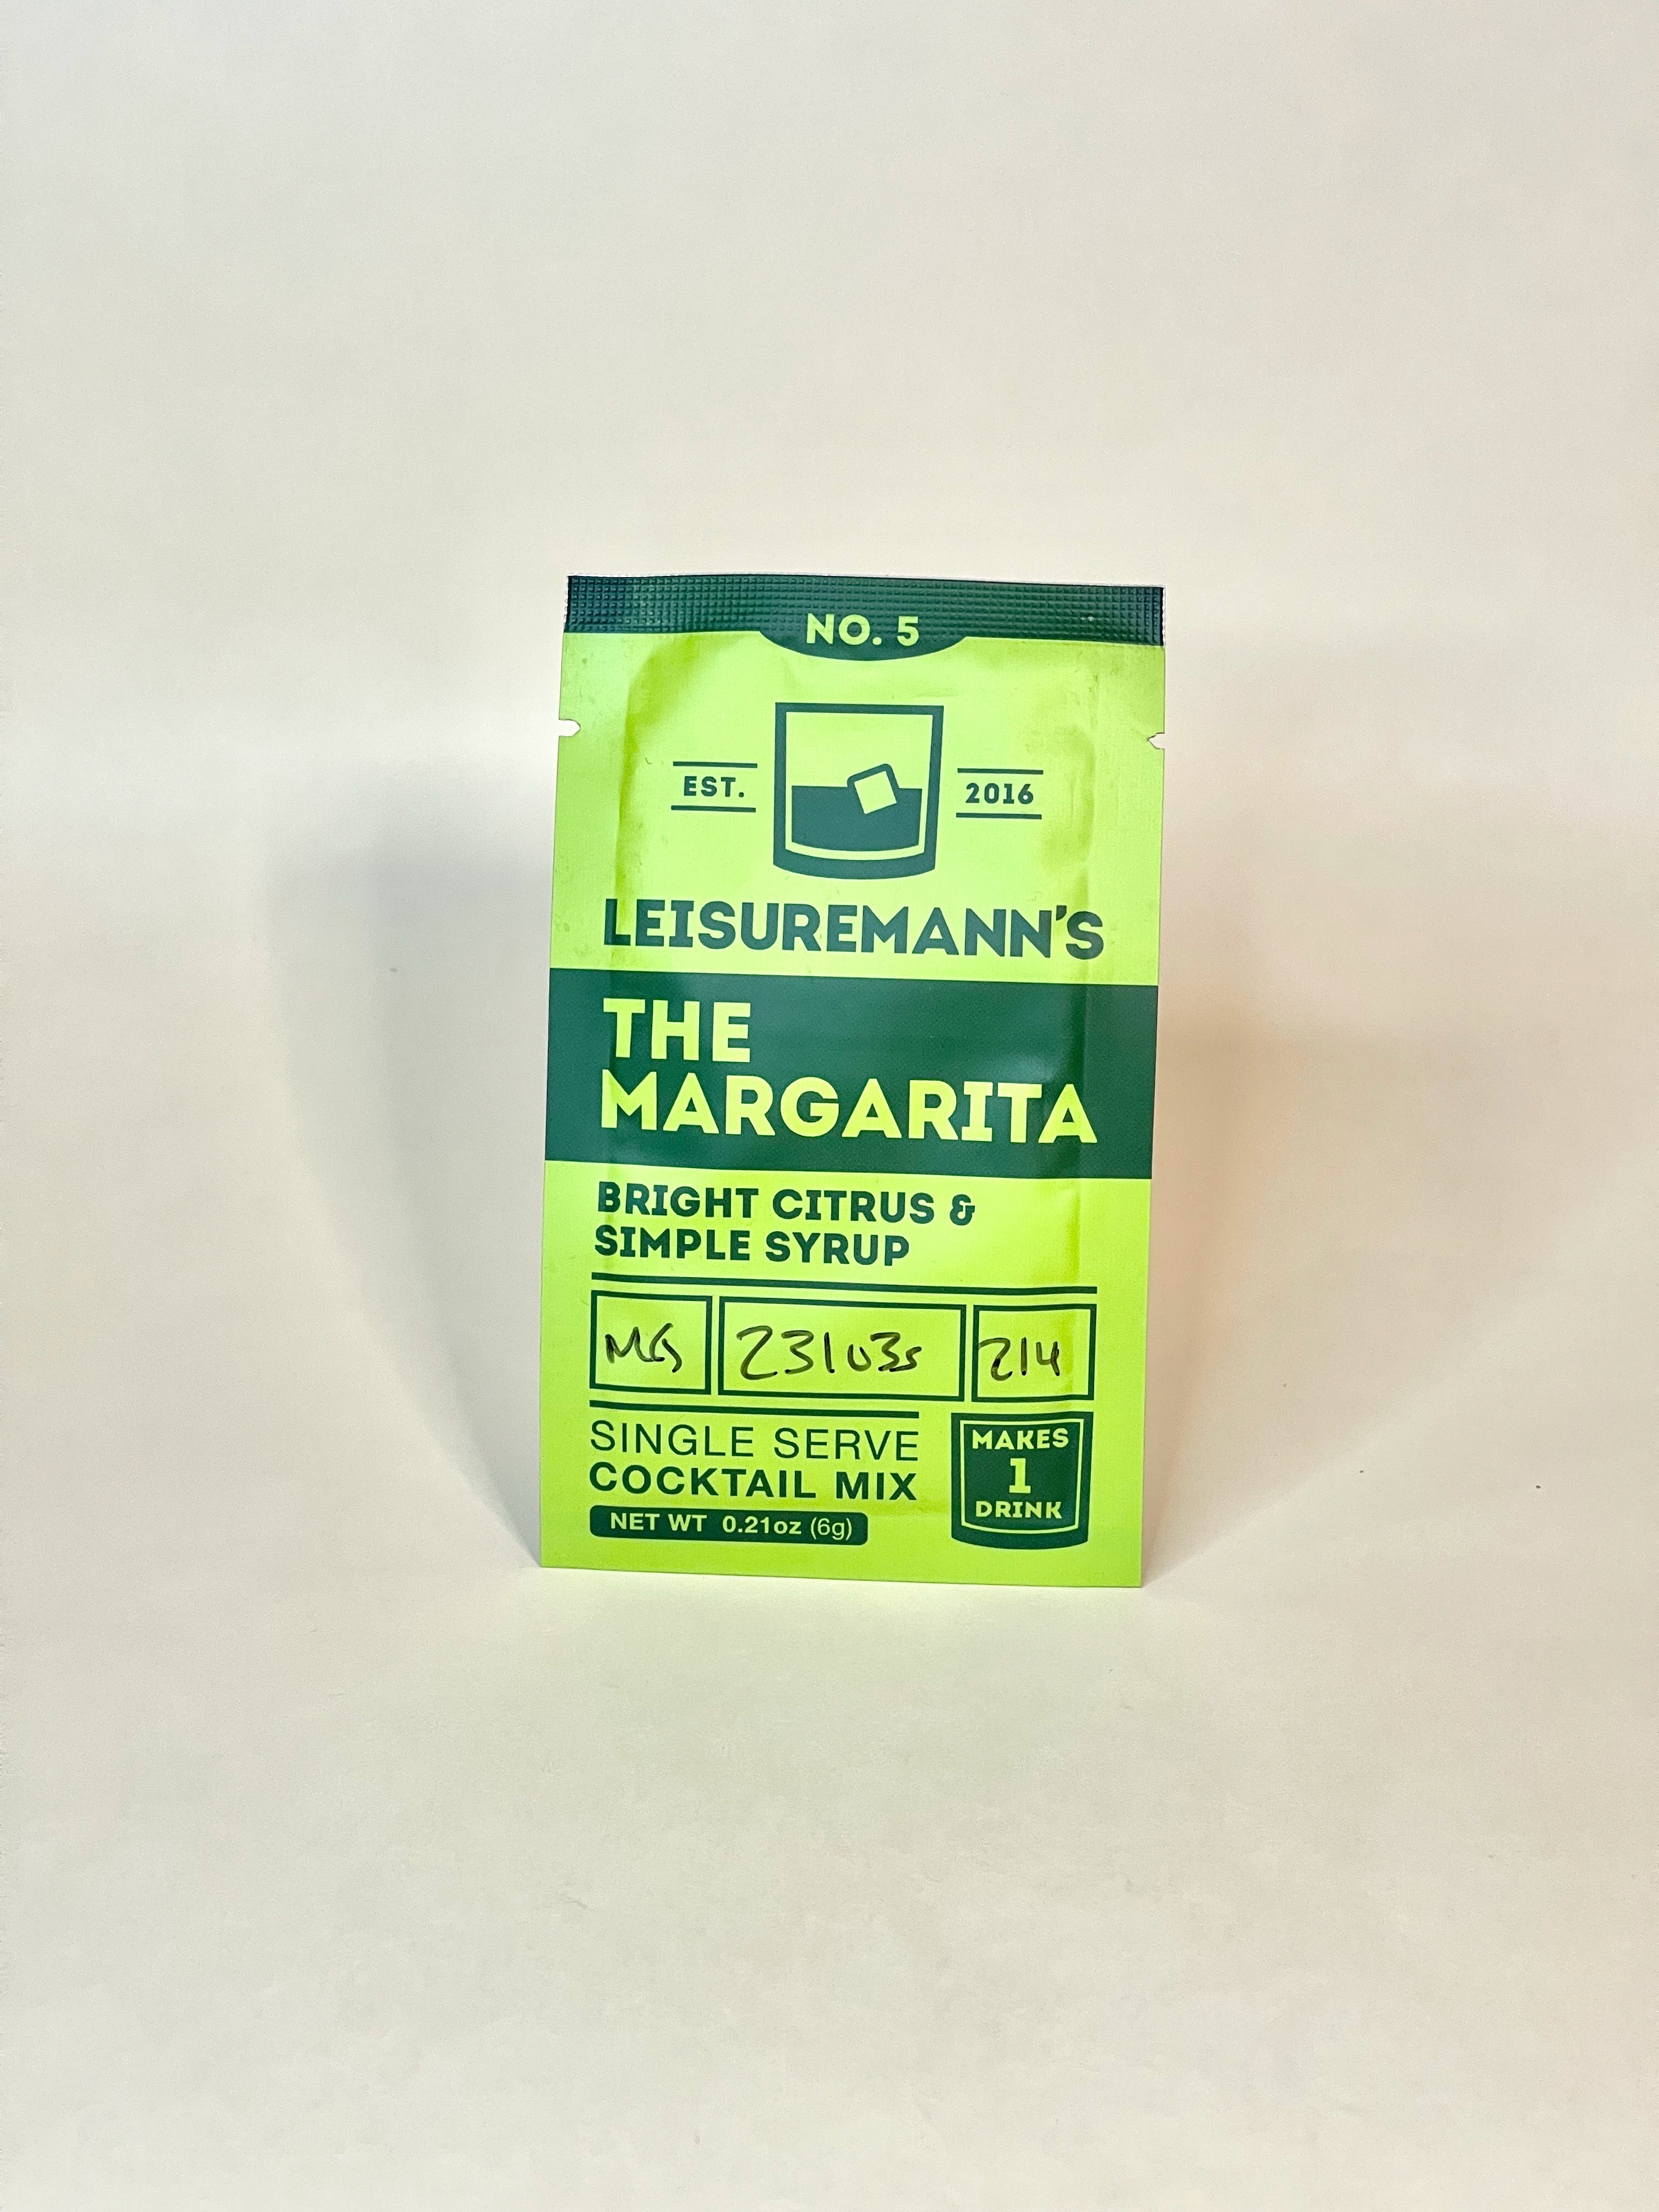 NO. 5
EST. 2016
LEISUREMANN'S
THE
MARGARITA
BRIGHT CITRUS &
SIMPLE SYRUP
MG 23103s 214
SINGLE SERVE
COCKTAIL MIX
NET WT 0.21oz (6g)
MAKES
1
DRINK